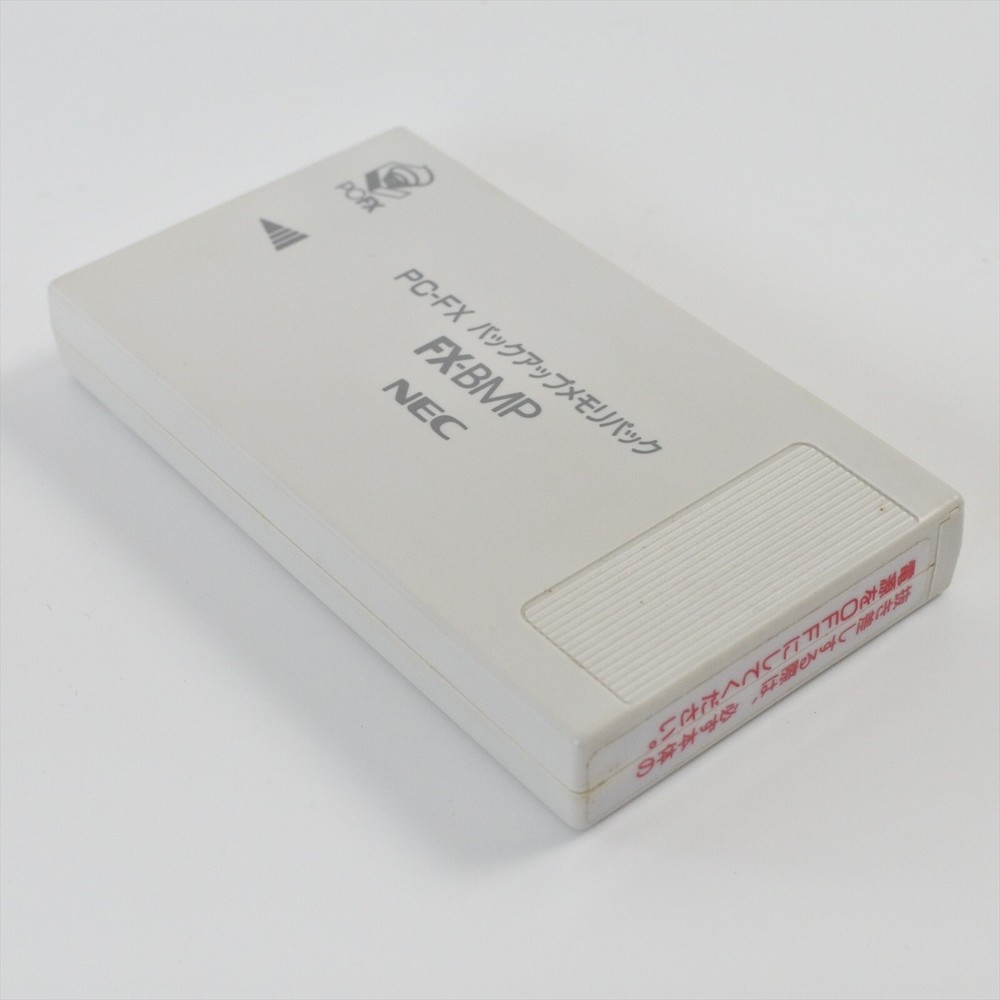 PC-FX
PC-FX バックアップメモリパック
FX-BMP
NEC
抜き差しする際は、必ず本体の
電源をOFFにしてください。